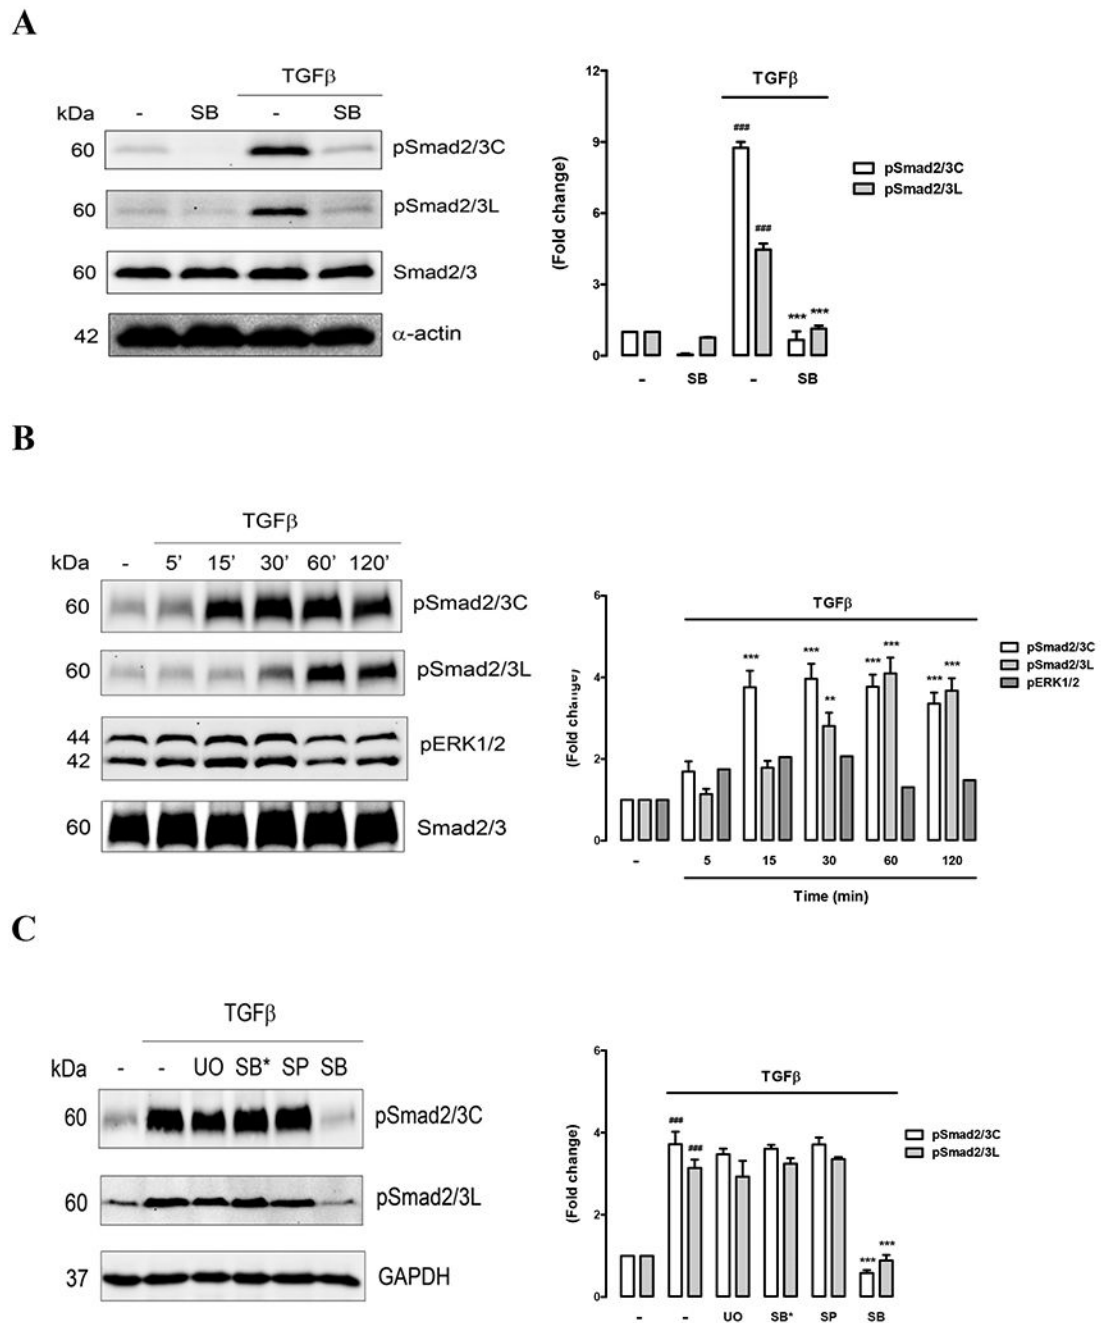 A
TGFβ
kDa - SB - SB
60 pSmad2/3C
60 pSmad2/3L
60 Smad2/3
42 α-actin
12
9
6
3
0
(Fold change)
TGFβ
###
###
*** ***
- SB - SB
pSmad2/3C
pSmad2/3L
B
TGFβ
kDa - 5’ 15’ 30’ 60’ 120’
60 pSmad2/3C
60 pSmad2/3L
44
42
pERK1/2
60 Smad2/3
6
4
2
0
(Fold change)
TGFβ
*** *** ** *** *** *** ***
- 5 15 30 60 120
Time (min)
pSmad2/3C
pSmad2/3L
pERK1/2
C
TGFβ
kDa - - UO SB* SP SB
60 pSmad2/3C
60 pSmad2/3L
37 GAPDH
6
4
2
0
(Fold change)
TGFβ
###
###
*** ***
- - UO SB* SP SB
pSmad2/3C
pSmad2/3L